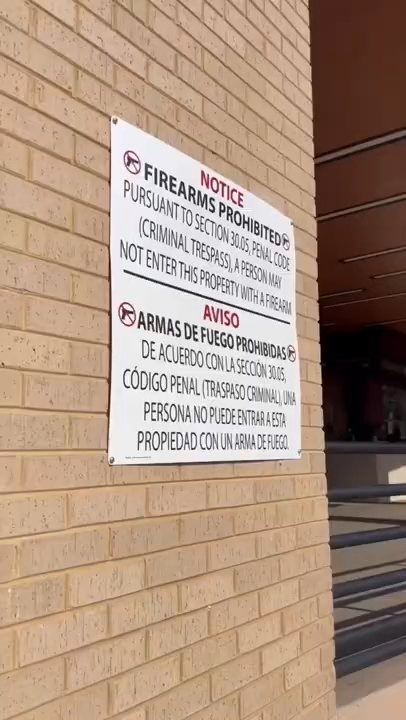 NOTICE
FIREARMS PROHIBITED
PURSUANT TO SECTION 30.05, PENAL CODE
(CRIMINAL TRESPASS), A PERSON MAY
NOT ENTER THIS PROPERTY WITH A FIREARM
AVISO
ARMAS DE FUEGO PROHIBIDAS
DE ACUERDO CON LA SECCIÓN 30.05,
CÓDIGO PENAL (TRASPASO CRIMINAL), UNA
PERSONA NO PUEDE ENTRAR A ESTA
PROPIEDAD CON UN ARMA DE FUEGO.